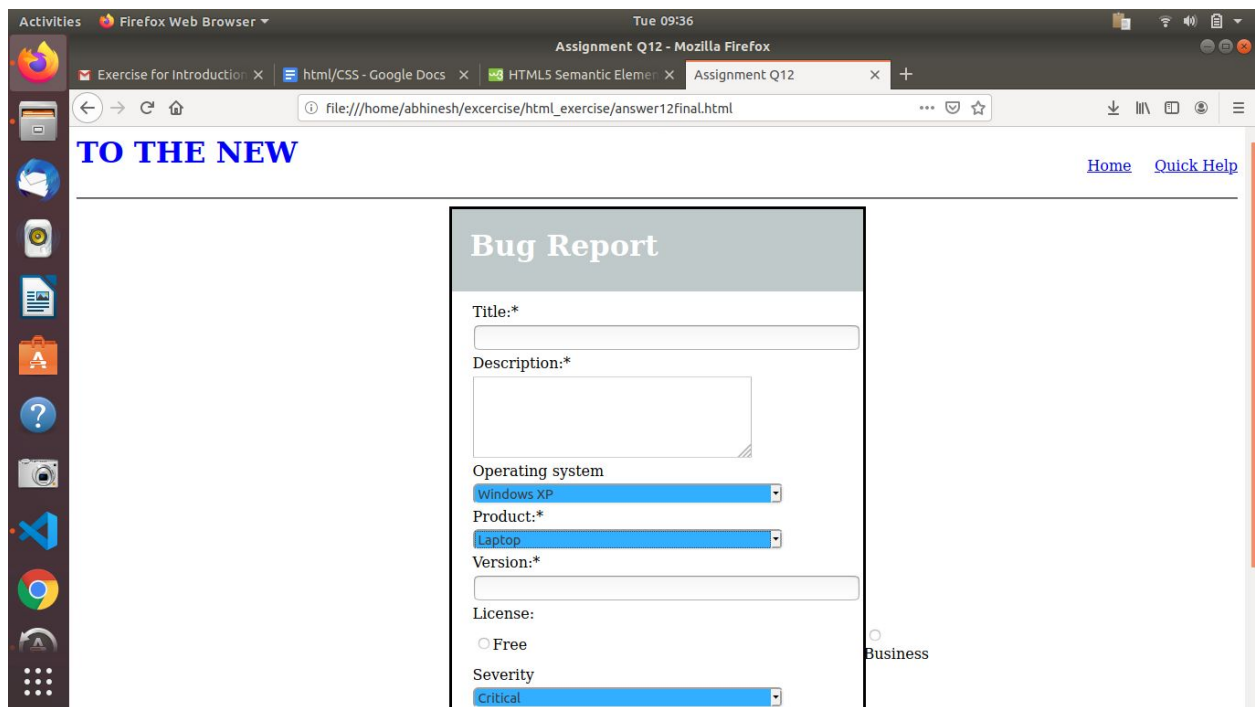 Activities Firefox Web Browser Tue 09:36
Assignment Q12 - Mozilla Firefox
Exercise for Introduction html/CSS - Google Docs HTML5 Semantic Elemen Assignment Q12
file:///home/abhinesh/excercise/html_exercise/answer12final.html
TO THE NEW
Home Quick Help
Bug Report
Title:*
Description:*
Operating system
Windows XP
Product:*
Laptop
Version:*
License:
Free
Business
Severity
Critical